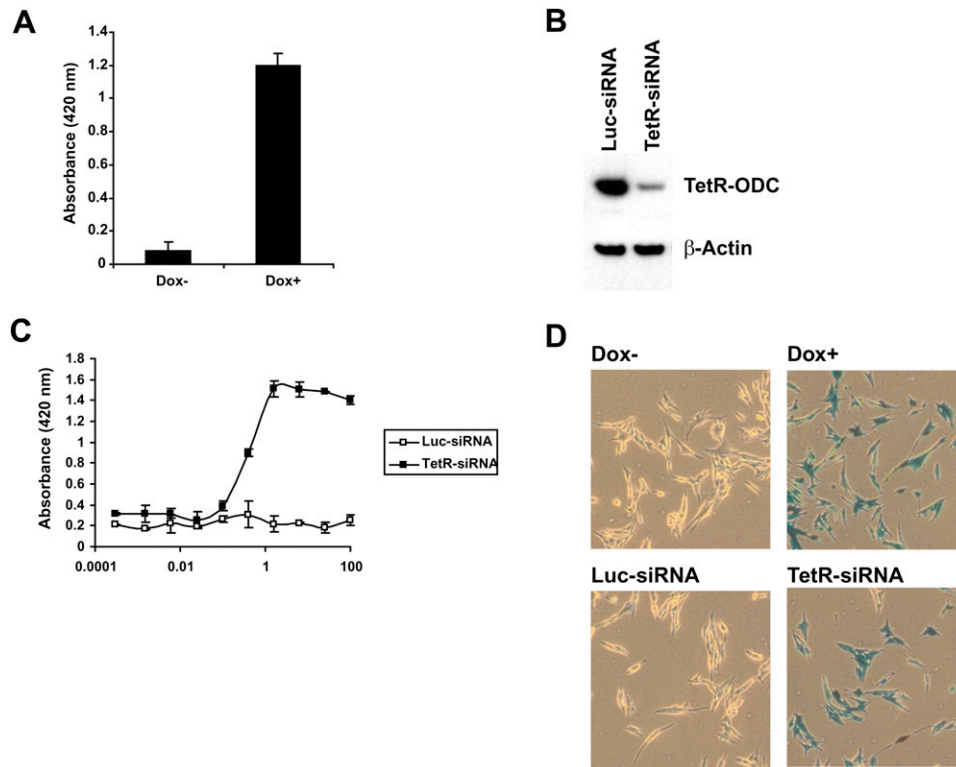 A
Absorbance (420 nm)
1.4
1.2
1
0.8
0.6
0.4
0.2
0
Dox-
Dox+
B
Luc-siRNA
TetR-siRNA
TetR-ODC
β-Actin
C
Absorbance (420 nm)
1.8
1.6
1.4
1.2
1
0.8
0.6
0.4
0.2
0
0.0001
0.01
1
100
Luc-siRNA
TetR-siRNA
D
Dox-
Dox+
Luc-siRNA
TetR-siRNA